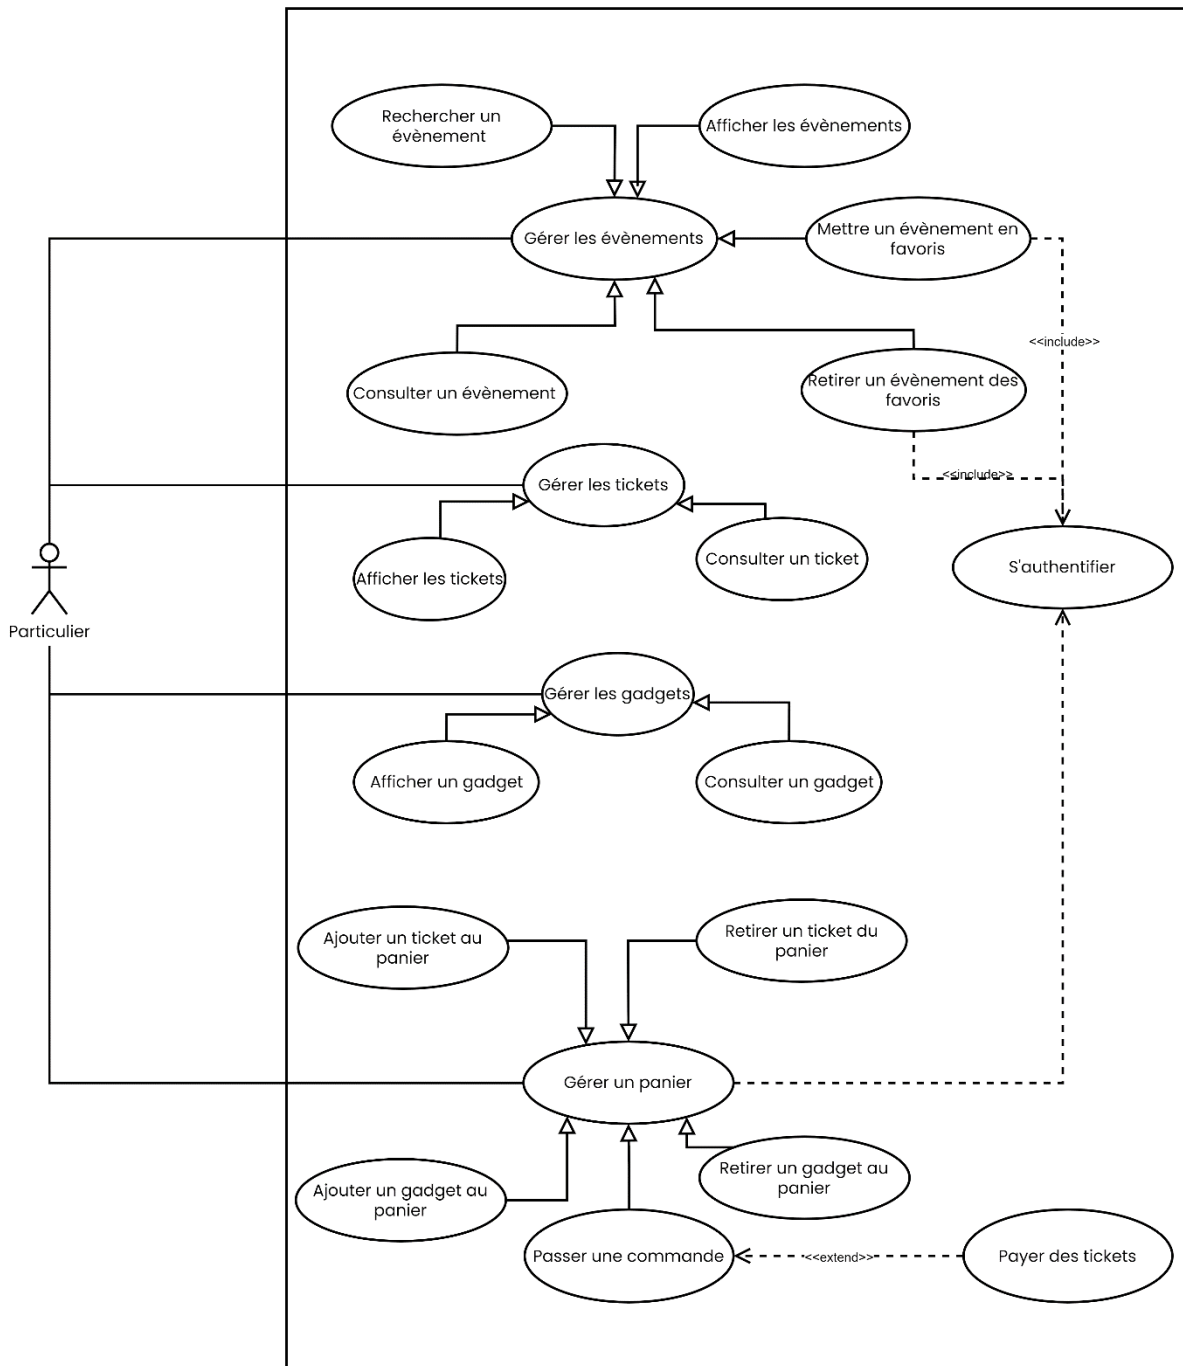 Rechercher un
évènement
Afficher les évènements
Gérer les évènements
Mettre un évènement en
favoris
<<include>>
Consulter un évènement
Retirer un évènement des
favoris
<<include>>
Gérer les tickets
Afficher les tickets
Consulter un ticket
S'authentifier
Particulier
Gérer les gadgets
Afficher un gadget
Consulter un gadget
Ajouter un ticket au
panier
Retirer un ticket du
panier
Gérer un panier
Ajouter un gadget au
panier
Retirer un gadget au
panier
Passer une commande
<<extend>>
Payer des tickets